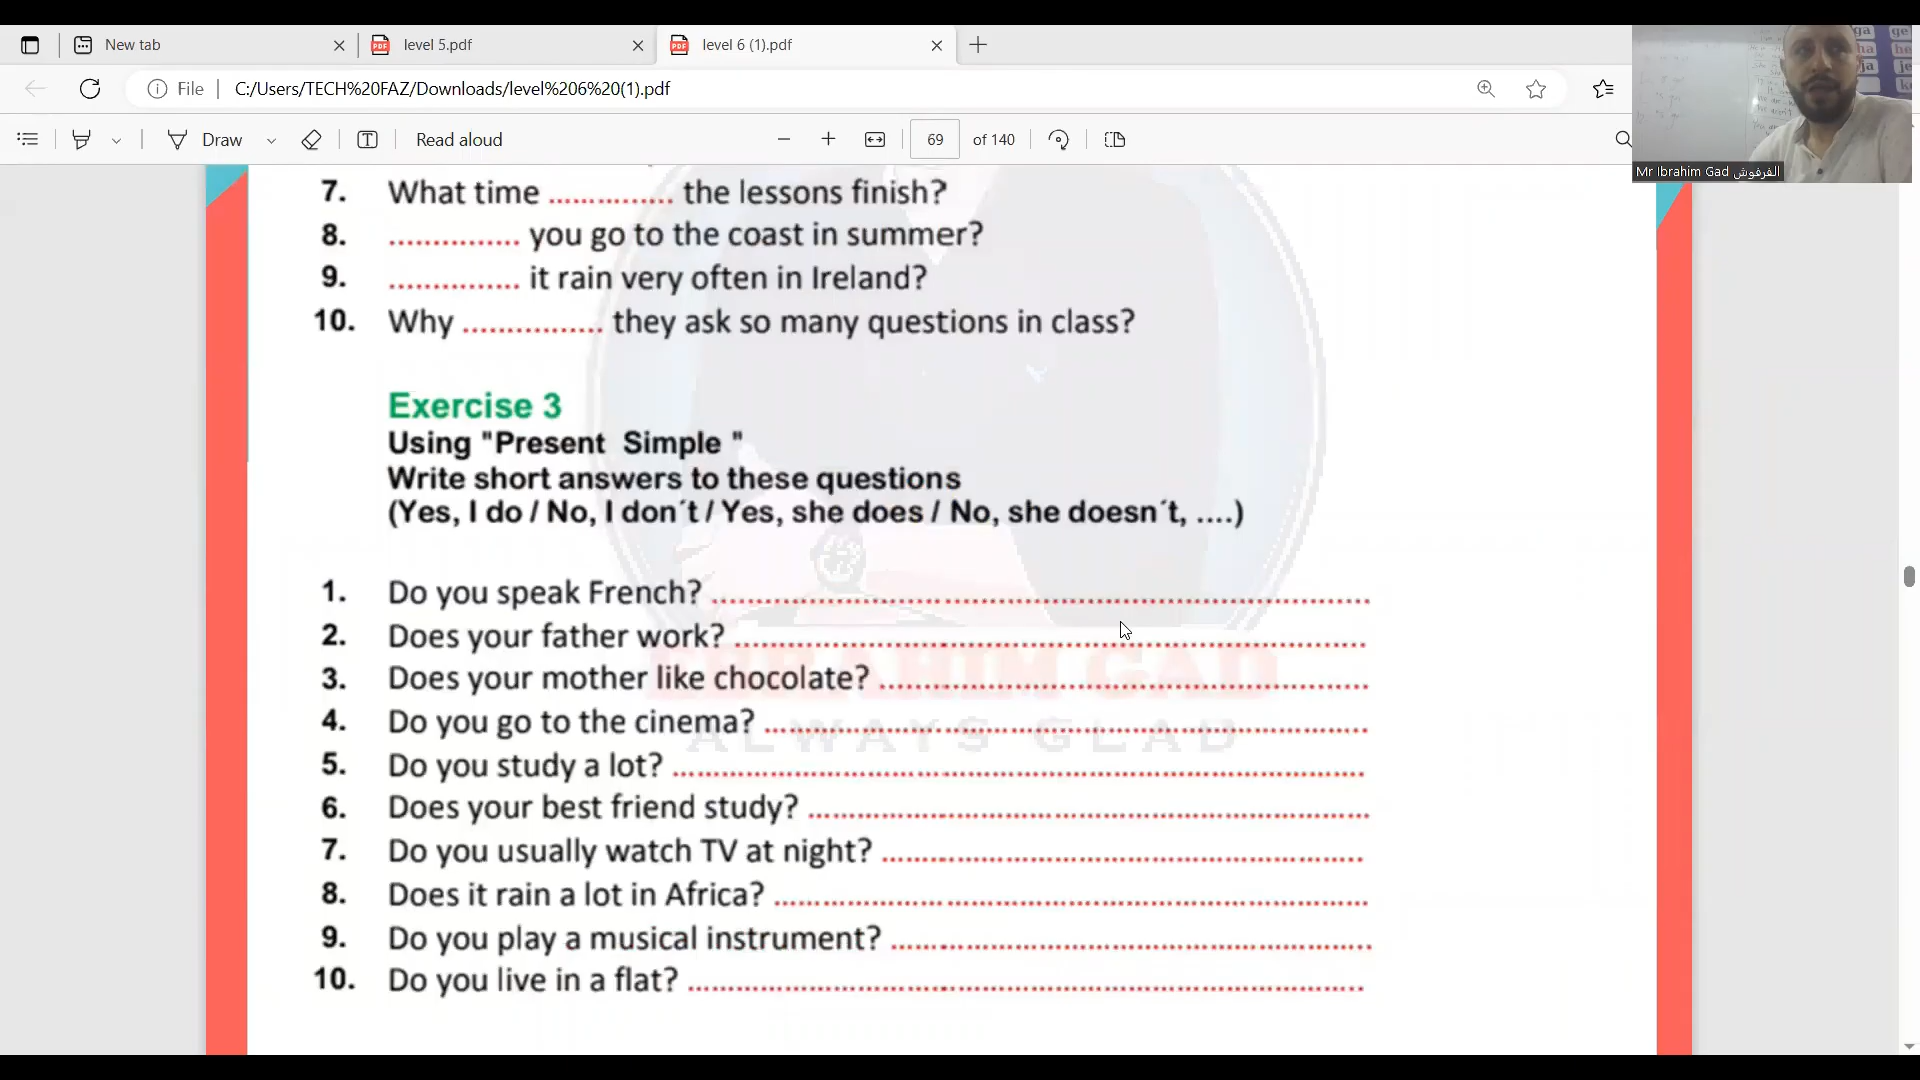 New tab
level 5.pdf
level 6 (1).pdf
File
C:/Users/TECH%20FAZ/Downloads/level%206%20(1).pdf
Draw
Read aloud
69
of 140
Mr Ibrahim Gad الفرفوش
7. What time ............... the lessons finish?
8. ............... you go to the coast in summer?
9. ............... it rain very often in Ireland?
10. Why ................ they ask so many questions in class?
Exercise 3
Using "Present Simple "
Write short answers to these questions
(Yes, I do / No, I don´t / Yes, she does / No, she doesn´t, ....)
1. Do you speak French? ................................................................
2. Does your father work? ................................................................
3. Does your mother like chocolate? ................................................
IBRAHIM GAD
4. Do you go to the cinema? ............................................................
ALWAYS GLAD
5. Do you study a lot? ....................................................................
6. Does your best friend study? ........................................................
7. Do you usually watch TV at night? ................................................
8. Does it rain a lot in Africa? ............................................................
9. Do you play a musical instrument? ................................................
10. Do you live in a flat? ....................................................................